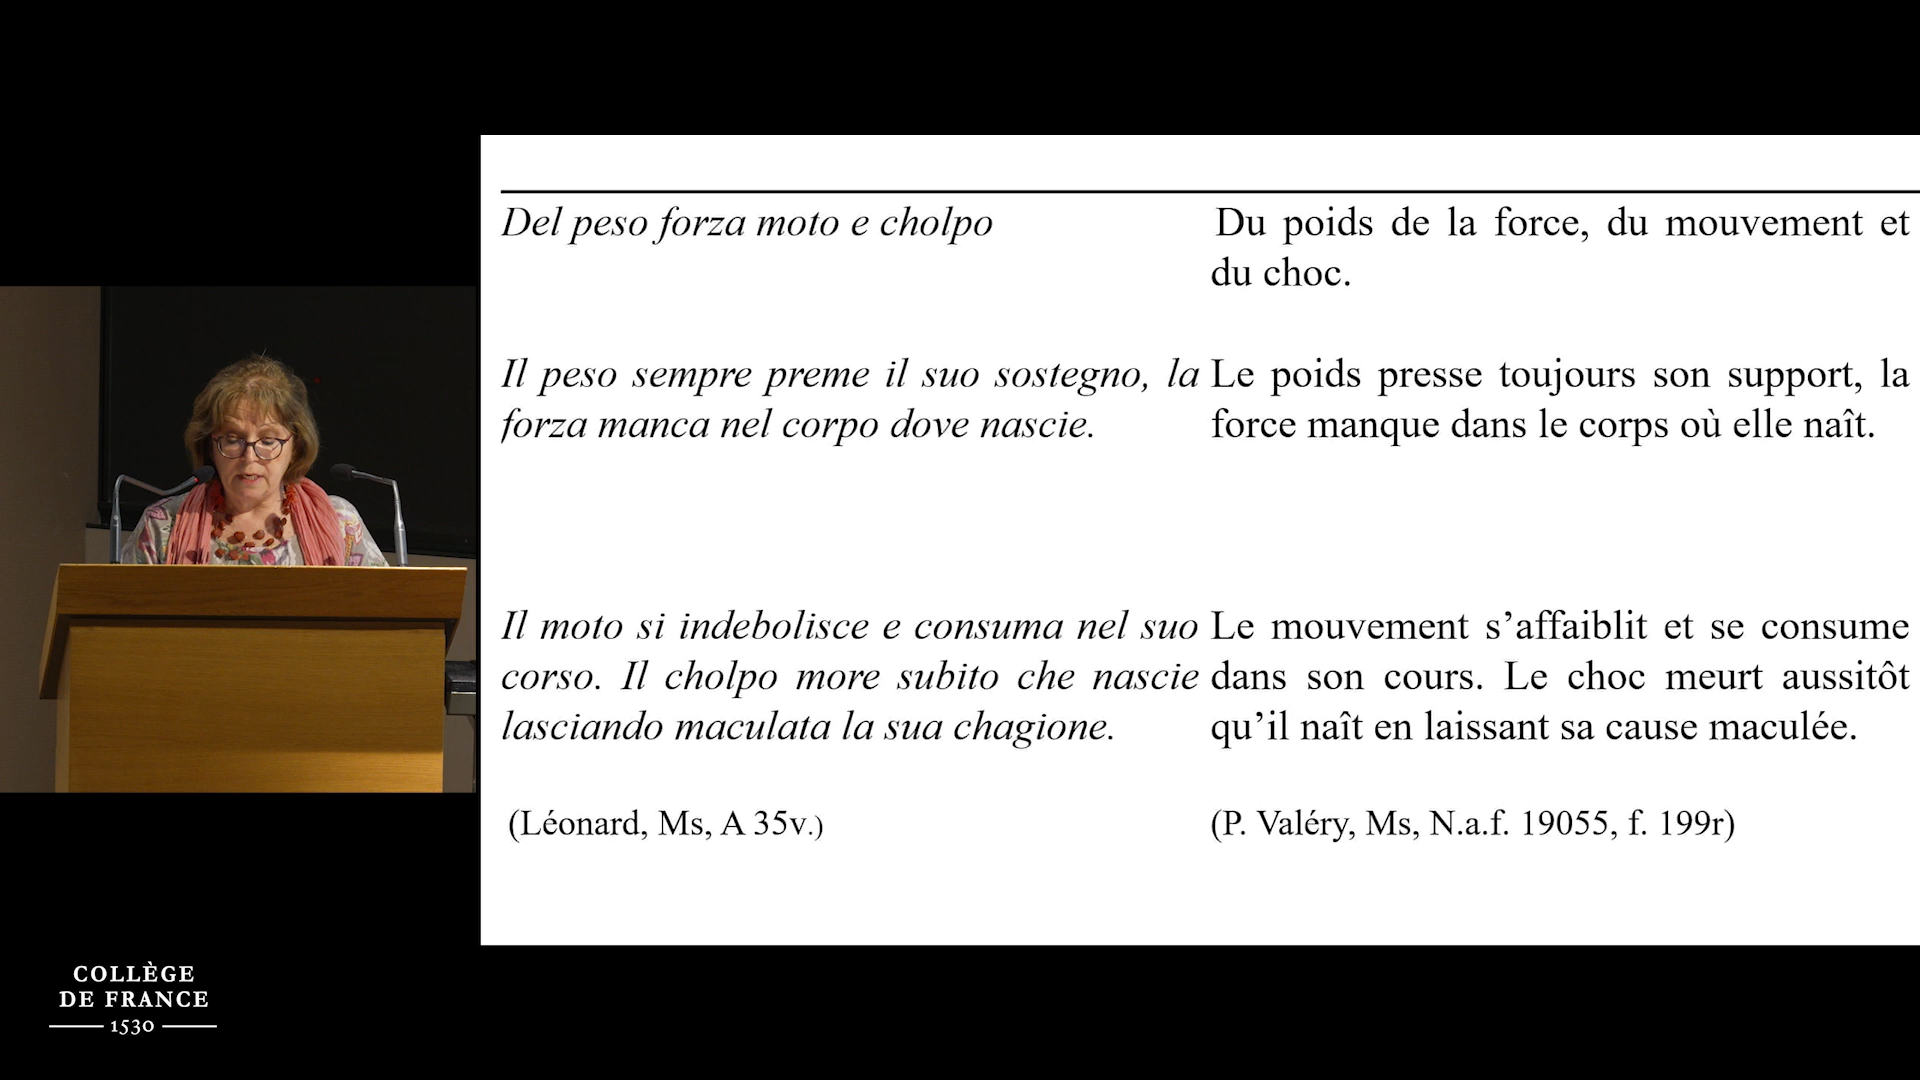 Del peso forza moto e cholpo
Du poids de la force, du mouvement et
du choc.
Il peso sempre preme il suo sostegno, la
forza manca nel corpo dove nascie.
Le poids presse toujours son support, la
force manque dans le corps où elle naît.
Il moto si indebolisce e consuma nel suo
corso. Il cholpo more subito che nascie
lasciando maculata la sua chagione.
Le mouvement s’affaiblit et se consume
dans son cours. Le choc meurt aussitôt
qu’il naît en laissant sa cause maculée.
(Léonard, Ms, A 35v.)
(P. Valéry, Ms, N.a.f. 19055, f. 199r)
COLLÈGE
DE FRANCE
1530